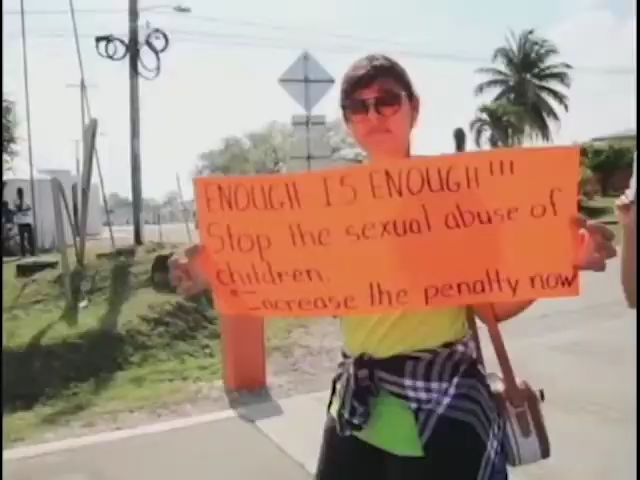 ENOUGH IS ENOUGH!!!
Stop the sexual abuse of
children.
Increase the penalty now